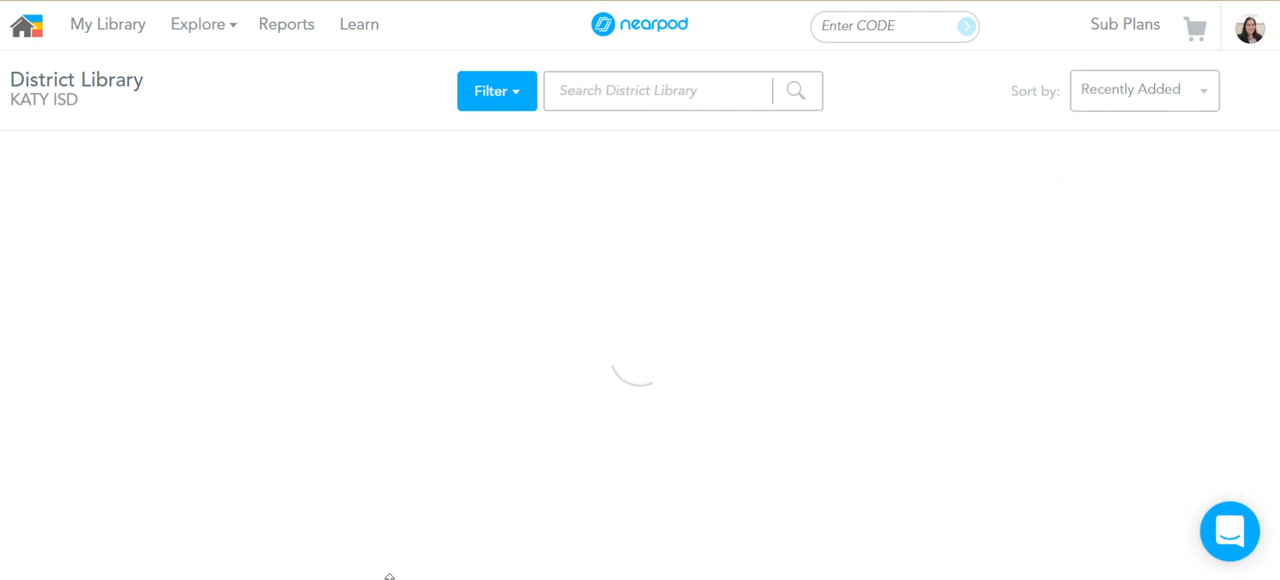 My Library Explore Reports Learn nearpod Enter CODE Sub Plans
District Library
KATY ISD
Filter Search District Library Sort by: Recently Added